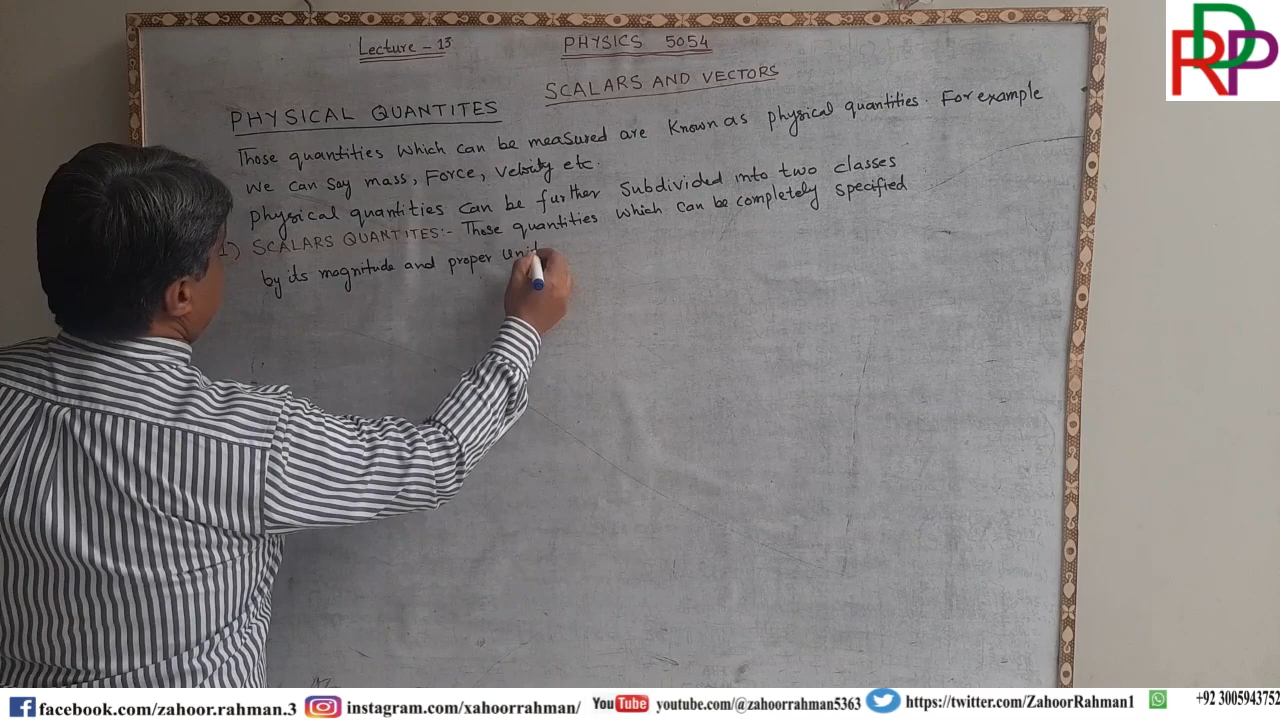 Lecture - 13
PHYSICS 5054
SCALARS AND VECTORS
PHYSICAL QUANTITES
Those quantities which can be measured are known as physical quantities. For example
we can say mass, Force, Velocity etc.
physical quantities can be further subdivided into two classes
1) SCALARS QUANTITES:- Those quantities which can be completely specified
by its magnitude and proper unit
RDP
facebook.com/zahoor.rahman.3
instagram.com/xahoorrahman/
YouTube youtube.com/@zahoorrahman5363
https://twitter.com/ZahoorRahman1
+92 3005943752